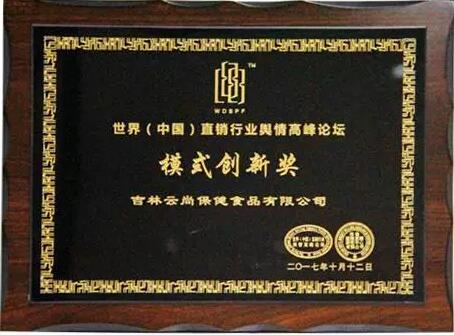 TM
WDSPF
世界（中国）直销行业舆情高峰论坛
模式创新奖
吉林云尚保健食品有限公司
二〇一七年十月十二日